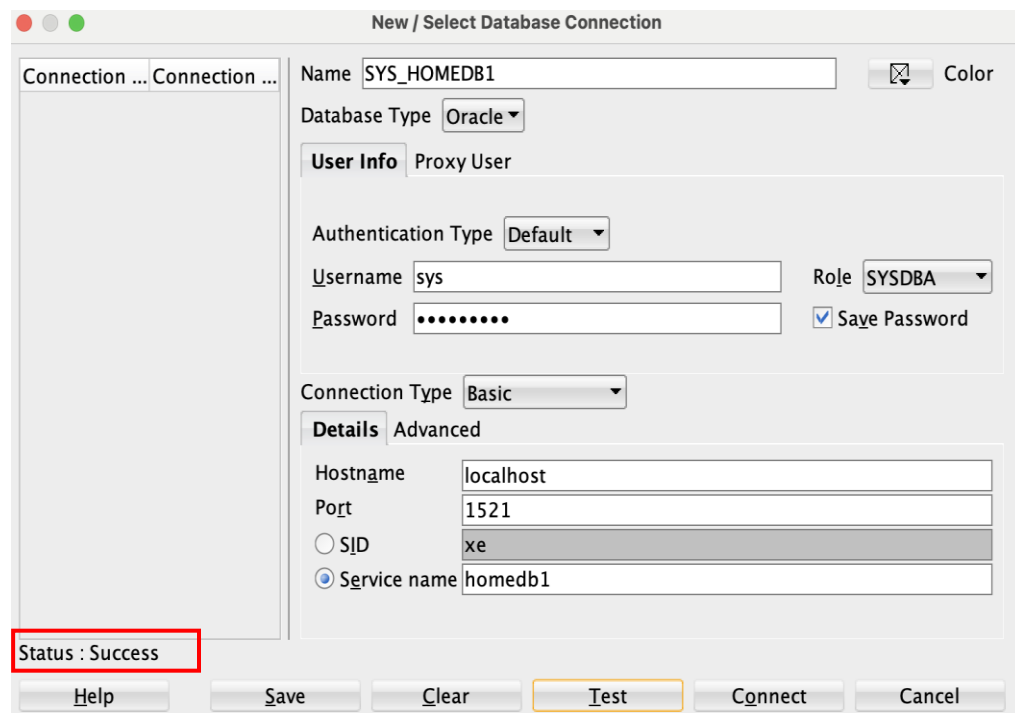 New / Select Database Connection
Connection ... Connection ...
Name SYS_HOMEDB1 Color
Database Type Oracle
User Info Proxy User
Authentication Type Default
Username sys Role SYSDBA
Password ••••••••• Save Password
Connection Type Basic
Details Advanced
Hostname localhost
Port 1521
SID xe
Service name homedb1
Status : Success
Help Save Clear Test Connect Cancel